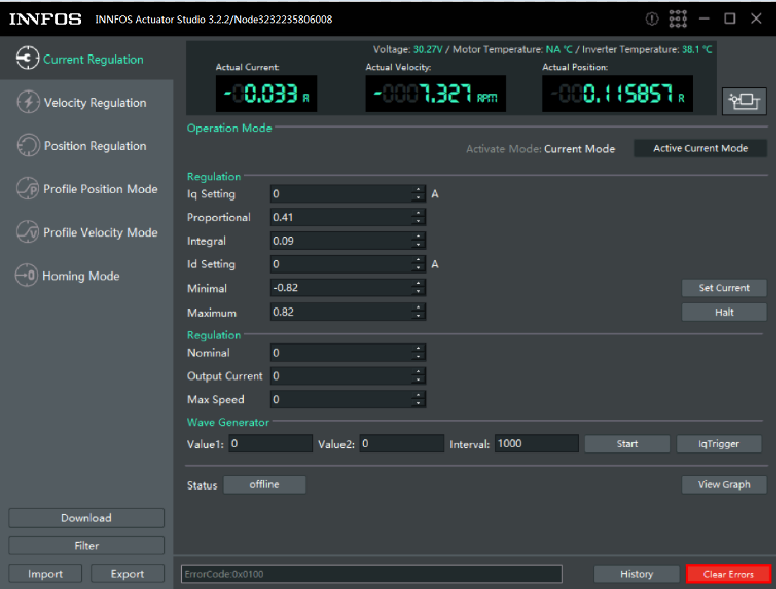 INNFOS INNFOS Actuator Studio 3.2.2/Node3232235806008
Current Regulation
Velocity Regulation
Position Regulation
Profile Position Mode
Profile Velocity Mode
Homing Mode
Download
Filter
Import Export
Voltage: 30.27V / Motor Temperature: NA °C / Inverter Temperature: 38.1 °C
Actual Current: Actual Velocity: Actual Position:
-0.033 A -7.327 RPM -0.115857 R
Operation Mode
Activate Mode: Current Mode Active Current Mode
Regulation
Iq Setting 0 A
Proportional 0.41
Integral 0.09
Id Setting 0 A
Minimal -0.82 Set Current
Maximum 0.82 Halt
Regulation
Nominal 0
Output Current 0
Max Speed 0
Wave Generator
Value1: 0 Value2: 0 Interval: 1000 Start IqTrigger
Status offline View Graph
ErrorCode:0x0100 History Clear Errors